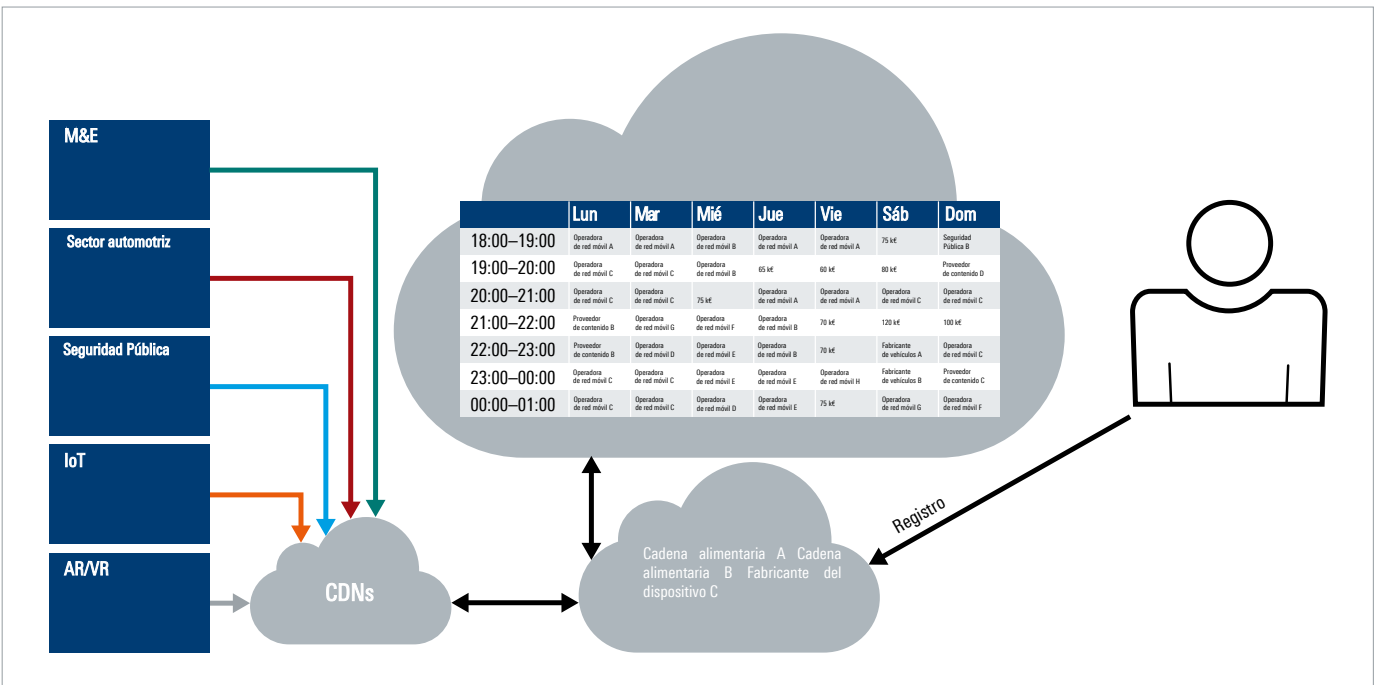 M&E
Sector automotriz
Seguridad Pública
IoT
AR/VR
CDNs
Lun Mar Mié Jue Vie Sáb Dom
18:00–19:00 Operadora de red móvil A Operadora de red móvil A Operadora de red móvil B Operadora de red móvil A Operadora de red móvil A 75 k€ Seguridad Pública B
19:00–20:00 Operadora de red móvil C Operadora de red móvil C Operadora de red móvil B 65 k€ 60 k€ 80 k€ Proveedor de contenido D
20:00–21:00 Operadora de red móvil C Operadora de red móvil C 75 k€ Operadora de red móvil A Operadora de red móvil A Operadora de red móvil C Operadora de red móvil C
21:00–22:00 Proveedor de contenido B Operadora de red móvil G Operadora de red móvil F Operadora de red móvil B 70 k€ 120 k€ 100 k€
22:00–23:00 Proveedor de contenido B Operadora de red móvil D Operadora de red móvil E Operadora de red móvil B 70 k€ Fabricante de vehículos A Operadora de red móvil C
23:00–00:00 Operadora de red móvil C Operadora de red móvil C Operadora de red móvil E Operadora de red móvil E Operadora de red móvil H Fabricante de vehículos B Proveedor de contenido C
00:00–01:00 Operadora de red móvil C Operadora de red móvil C Operadora de red móvil D Operadora de red móvil E 75 k€ Operadora de red móvil G Operadora de red móvil F
Registro
Cadena alimentaria A Cadena
alimentaria B Fabricante del
dispositivo C